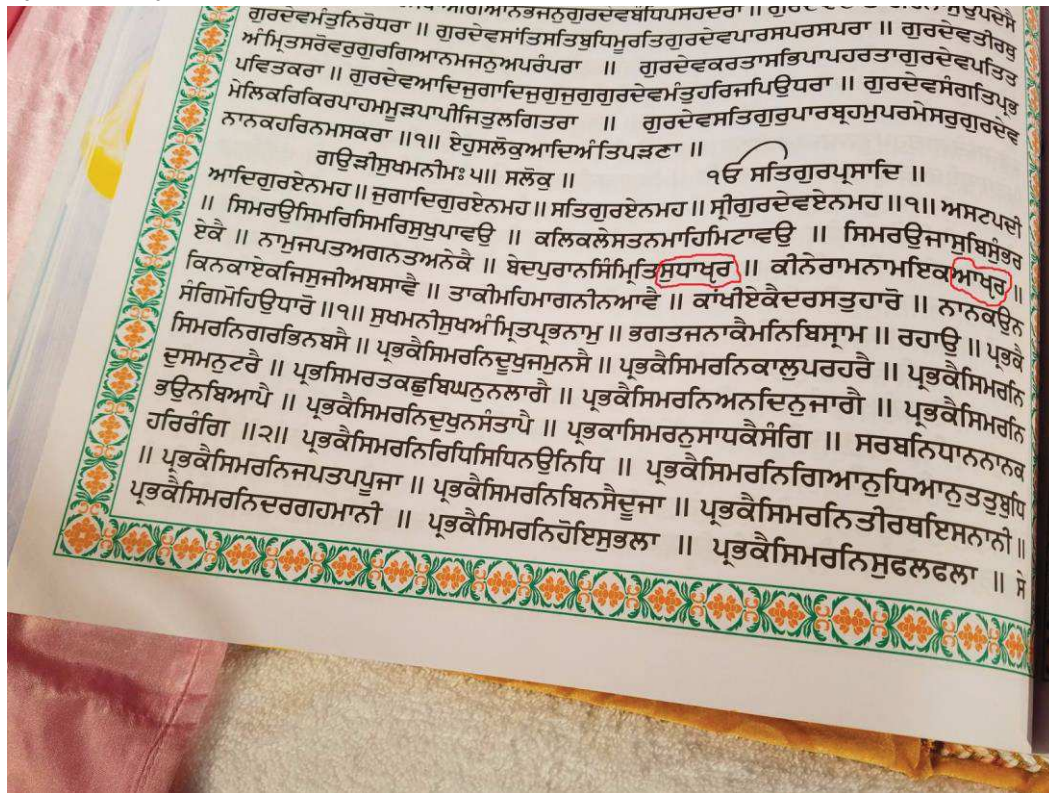 ਗੁਰਦੇਵਮੰਤੁਨਿਰੋਧਰਾ ॥ ਗੁਰਦੇਵਸਾਂਤਿਸਤਿਬੁਧਿਮੂਰਤਿਗੁਰਦੇਵਪਾਰਸਪਰਸਪਰਾ ॥ ਗੁਰਦੇਵਤੀਰਥੁ
ਅੰਮ੍ਰਿਤਸਰੋਵਰੁਗੁਰਗਿਆਨਮਜਨੁਅਪਰੰਪਰਾ ॥ ਗੁਰਦੇਵਕਰਤਾਸਭਿਪਾਪਹਰਤਾਗੁਰਦੇਵਪਤਿਤ
ਪਵਿਤਕਰਾ ॥ ਗੁਰਦੇਵਆਦਿਜੁਗਾਦਿਜੁਗੁਜੁਗੁਗੁਰਦੇਵਮੰਤੁਹਰਿਜਪਿਉਧਰਾ ॥ ਗੁਰਦੇਵਸੰਗਤਿਪ੍ਰਭ
ਮੇਲਿਕਰਿਕਿਰਪਾਹਮਮੂੜਪਾਪੀਜਿਤੁਲਗਿਤਰਾ ॥ ਗੁਰਦੇਵਸਤਿਗੁਰੁਪਾਰਬ੍ਰਹਮੁਪਰਮੇਸਰੁਗੁਰਦੇਵ
ਨਾਨਕਹਰਿਨਮਸਕਰਾ ॥੧॥ ਏਹੁਸਲੋਕੁਆਦਿਅੰਤਿਪੜਣਾ ॥
ਗਉੜੀਸੁਖਮਨੀਮਃ ੫॥ ਸਲੋਕੁ ॥ ੴ ਸਤਿਗੁਰਪ੍ਰਸਾਦਿ ॥
ਆਦਿਗੁਰਏਨਮਹ॥ ਜੁਗਾਦਿਗੁਰਏਨਮਹ॥ ਸਤਿਗੁਰਏਨਮਹ॥ ਸ੍ਰੀਗੁਰਦੇਵਏਨਮਹ॥੧॥ ਅਸਟਪਦੀ
॥ ਸਿਮਰਉਸਿਮਰਿਸਿਮਰਿਸੁਖੁਪਾਵਉ ॥ ਕਲਿਕਲੇਸਤਨਮਾਹਿਮਿਟਾਵਉ ॥ ਸਿਮਰਉਜਾਸੁਬਿਸੁੰਭਰ
ਏਕੈ ॥ ਨਾਮੁਜਪਤਅਗਨਤਅਨੇਕੈ ॥ ਬੇਦਪੁਰਾਨਸਿੰਮ੍ਰਿਤਿਸੁਧਾਖ੍ਯਰ ॥ ਕੀਨੇਰਾਮਨਾਮਇਕਆਖ੍ਯਰ ॥
ਕਿਨਕਾਏਕਜਿਸੁਜੀਅਬਸਾਵੈ ॥ ਤਾਕੀਮਹਿਮਾਗਨੀਨਆਵੈ ॥ ਕਾਂਖੀਏਕੈਦਰਸਤੁਹਾਰੋ ॥ ਨਾਨਕਉਨ
ਸੰਗਿਮੋਹਿਉਧਾਰੋ ॥੧॥ ਸੁਖਮਨੀਸੁਖਅੰਮ੍ਰਿਤਪ੍ਰਭਨਾਮੁ ॥ ਭਗਤਜਨਾਕੈਮਨਿਬਿਸ੍ਰਾਮ ॥ ਰਹਾਉ ॥ ਪ੍ਰਭਕੈ
ਸਿਮਰਨਿਗਰਭਿਨਬਸੈ ॥ ਪ੍ਰਭਕੈਸਿਮਰਨਿਦੂਖੁਜਮੁਨਸੈ ॥ ਪ੍ਰਭਕੈਸਿਮਰਨਿਕਾਲੁਪਰਹਰੈ ॥ ਪ੍ਰਭਕੈਸਿਮਰਨਿ
ਦੁਸਮਨੁਟਰੈ ॥ ਪ੍ਰਭਸਿਮਰਤਕਛੁਬਿਘਨੁਨਲਾਗੈ ॥ ਪ੍ਰਭਕੈਸਿਮਰਨਿਅਨਦਿਨੁਜਾਗੈ ॥ ਪ੍ਰਭਕੈਸਿਮਰਨਿ
ਭਉਨਬਿਆਪੈ ॥ ਪ੍ਰਭਕੈਸਿਮਰਨਿਦੁਖੁਨਸੰਤਾਪੈ ॥ ਪ੍ਰਭਕਾਸਿਮਰਨੁਸਾਧਕੈਸੰਗਿ ॥ ਸਰਬਨਿਧਾਨਨਾਨਕ
ਹਰਿਰੰਗਿ ॥੨॥ ਪ੍ਰਭਕੈਸਿਮਰਨਿਰਿਧਿਸਿਧਿਨਉਨਿਧਿ ॥ ਪ੍ਰਭਕੈਸਿਮਰਨਿਗਿਆਨੁਧਿਆਨੁਤਤੁਬੁਧਿ
॥ ਪ੍ਰਭਕੈਸਿਮਰਨਿਜਪਤਪਪੂਜਾ ॥ ਪ੍ਰਭਕੈਸਿਮਰਨਿਬਿਨਸੈਦੂਜਾ ॥ ਪ੍ਰਭਕੈਸਿਮਰਨਿਤੀਰਥਇਸਨਾਨੀ ॥
ਪ੍ਰਭਕੈਸਿਮਰਨਿਦਰਗਹਮਾਨੀ ॥ ਪ੍ਰਭਕੈਸਿਮਰਨਿਹੋਇਸੁਭਲਾ ॥ ਪ੍ਰਭਕੈਸਿਮਰਨਿਸੁਫਲਫਲਾ ॥ ਸੇ